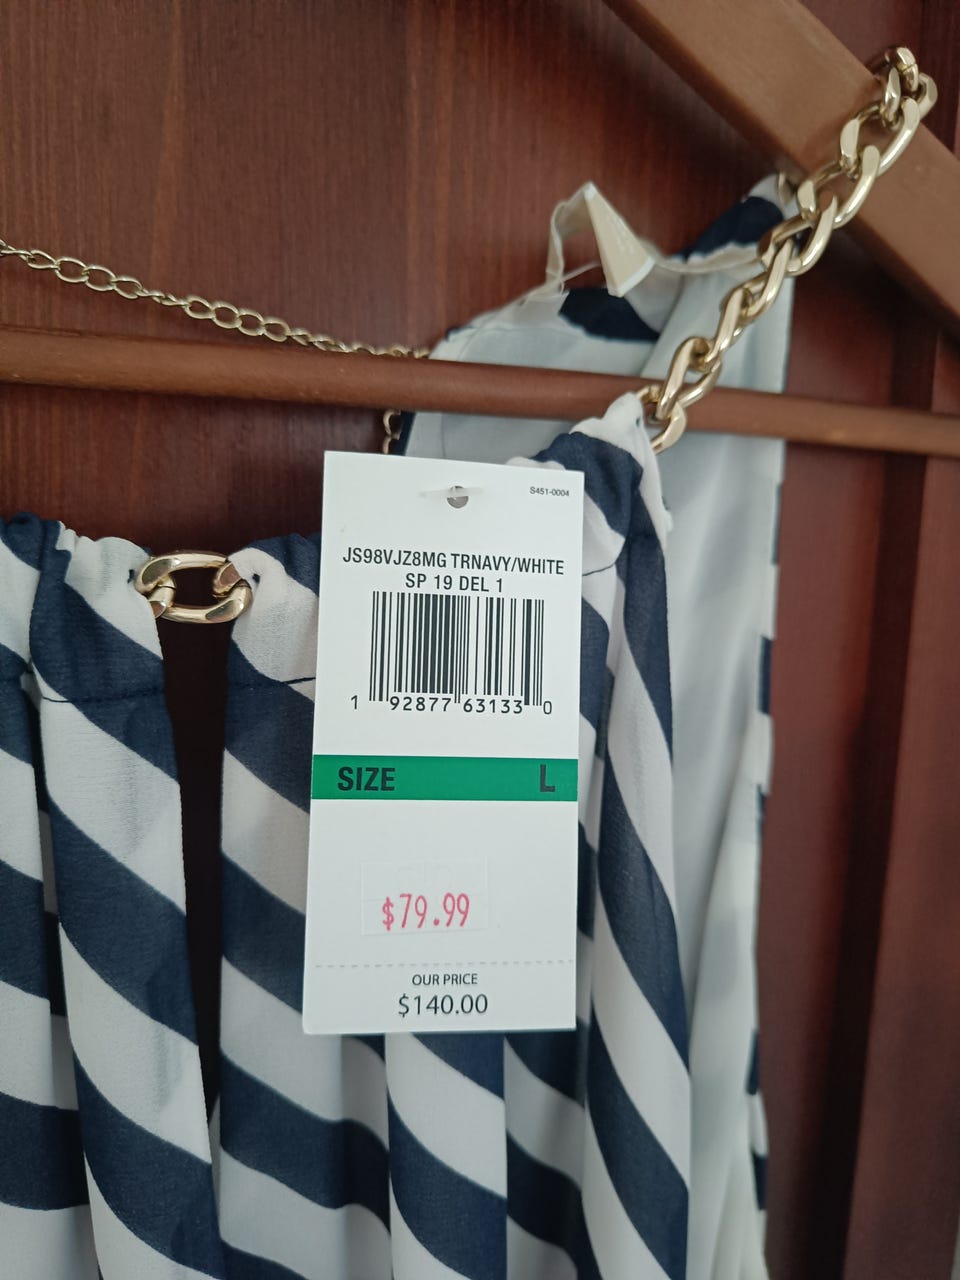 S451-0004
JS98VJZ8MG TRNAVY/WHITE
SP 19 DEL 1
1 92877 63133 0
SIZE L
$79.99
OUR PRICE
$140.00